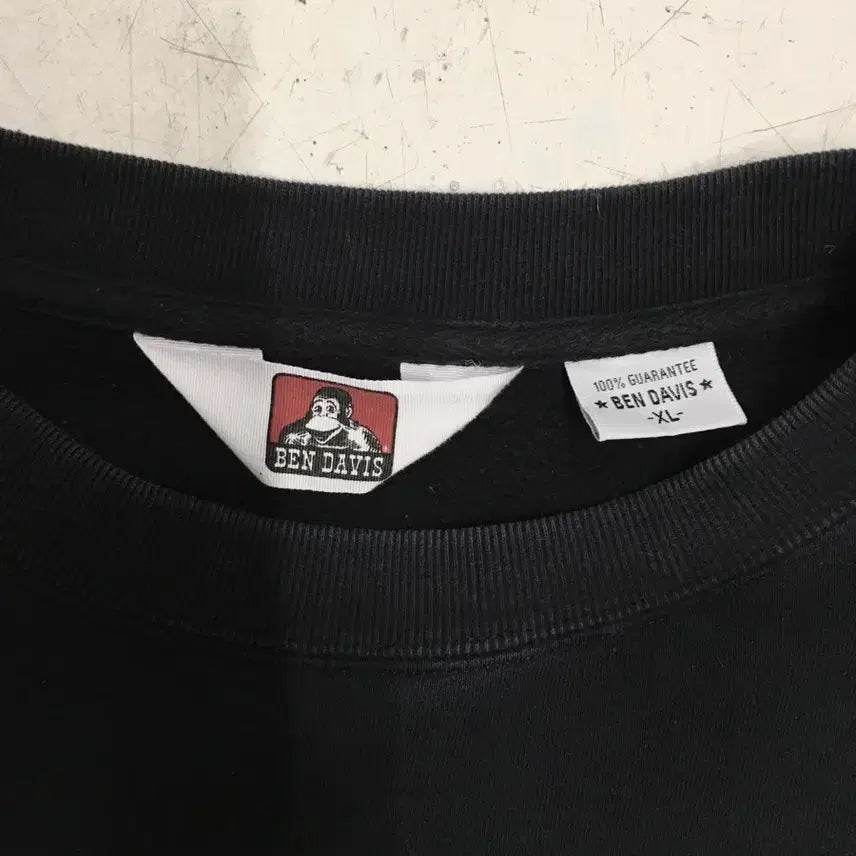 BEN DAVIS
100% GUARANTEE
★ BEN DAVIS ★
-XL-